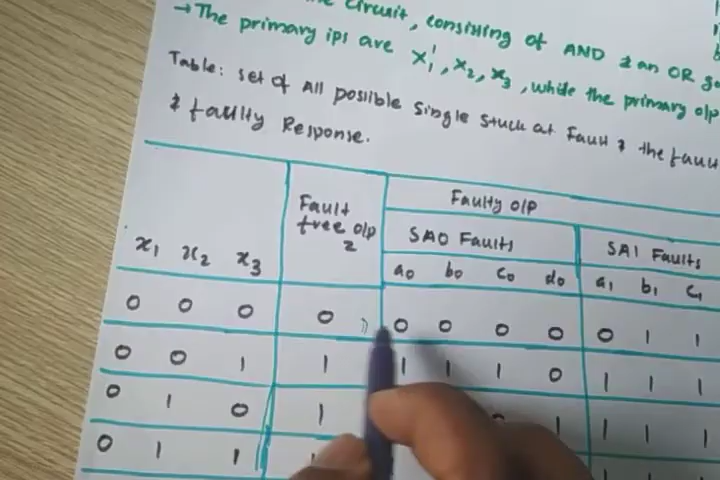 Circuit, consisting of AND & an OR
→ The primary ips are x₁', x₂, x₃, while the primary o/p
Table: set of All possible Single Stuck at Fault & the fault
& faulty Response.
x₁ x₂ x₃ Fault free o/p z Faulty o/p
SA0 Faults SA1 Faults
a₀ b₀ c₀ d₀ a₁ b₁ c₁
0 0 0 0 0 0 0 0 0 1 1
0 0 1 1 1 1 1 0 1 1 1
0 1 0 1 0 1 1 1 1
0 1 1